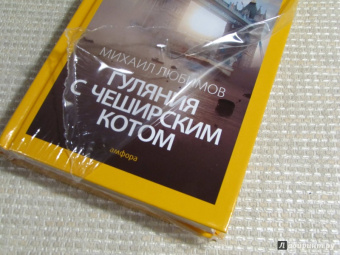 МИХАИЛ ЛЮБИМОВ
ГУЛЯНИЯ
С ЧЕШИРСКИМ
КОТОМ
амфора